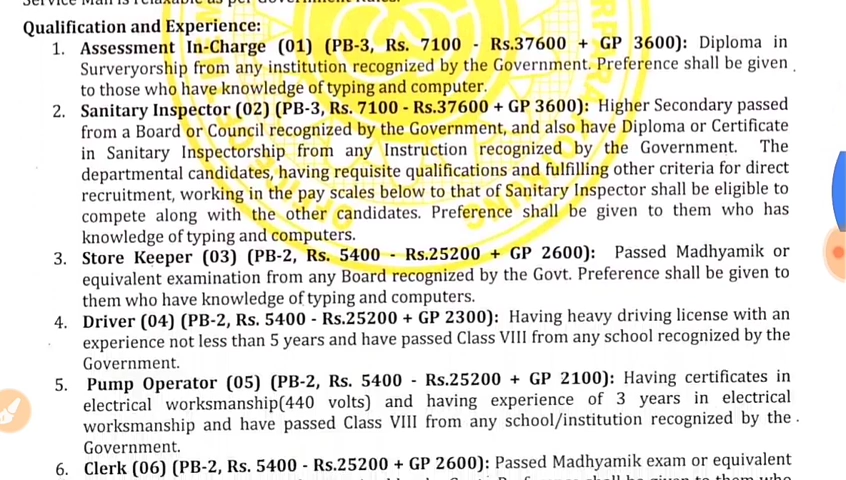 Service Man is relaxable as per Government Rules.
Qualification and Experience:
1. Assessment In-Charge (01) (PB-3, Rs. 7100 - Rs.37600 + GP 3600): Diploma in
Surveryorship from any institution recognized by the Government. Preference shall be given
to those who have knowledge of typing and computer.
2. Sanitary Inspector (02) (PB-3, Rs. 7100 - Rs.37600 + GP 3600): Higher Secondary passed
from a Board or Council recognized by the Government, and also have Diploma or Certificate
in Sanitary Inspectorship from any Instruction recognized by the Government. The
departmental candidates, having requisite qualifications and fulfilling other criteria for direct
recruitment, working in the pay scales below to that of Sanitary Inspector shall be eligible to
compete along with the other candidates. Preference shall be given to them who has
knowledge of typing and computers.
3. Store Keeper (03) (PB-2, Rs. 5400 - Rs.25200 + GP 2600): Passed Madhyamik or
equivalent examination from any Board recognized by the Govt. Preference shall be given to
them who have knowledge of typing and computers.
4. Driver (04) (PB-2, Rs. 5400 - Rs.25200 + GP 2300): Having heavy driving license with an
experience not less than 5 years and have passed Class VIII from any school recognized by the
Government.
5. Pump Operator (05) (PB-2, Rs. 5400 - Rs.25200 + GP 2100): Having certificates in
electrical worksmanship(440 volts) and having experience of 3 years in electrical
worksmanship and have passed Class VIII from any school/institution recognized by the
Government.
6. Clerk (06) (PB-2, Rs. 5400 - Rs.25200 + GP 2600): Passed Madhyamik exam or equivalent